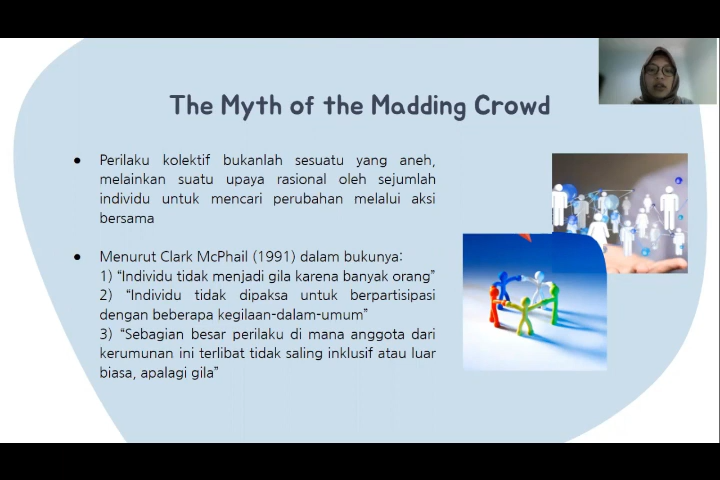 The Myth of the Madding Crowd
● Perilaku kolektif bukanlah sesuatu yang aneh,
melainkan suatu upaya rasional oleh sejumlah
individu untuk mencari perubahan melalui aksi
bersama
● Menurut Clark McPhail (1991) dalam bukunya:
1) “Individu tidak menjadi gila karena banyak orang”
2) “Individu tidak dipaksa untuk berpartisipasi
dengan beberapa kegilaan-dalam-umum”
3) “Sebagian besar perilaku di mana anggota dari
kerumunan ini terlibat tidak saling inklusif atau luar
biasa, apalagi gila”